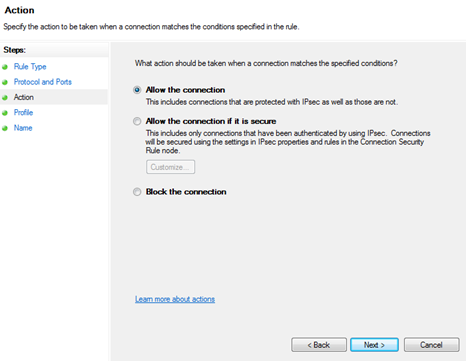 Action
Specify the action to be taken when a connection matches the conditions specified in the rule.
Steps:
Rule Type
Protocol and Ports
Action
Profile
Name
What action should be taken when a connection matches the specified conditions?
Allow the connection
This includes connections that are protected with IPsec as well as those are not.
Allow the connection if it is secure
This includes only connections that have been authenticated by using IPsec. Connections
will be secured using the settings in IPsec properties and rules in the Connection Security
Rule node.
Customize...
Block the connection
Learn more about actions
< Back
Next >
Cancel